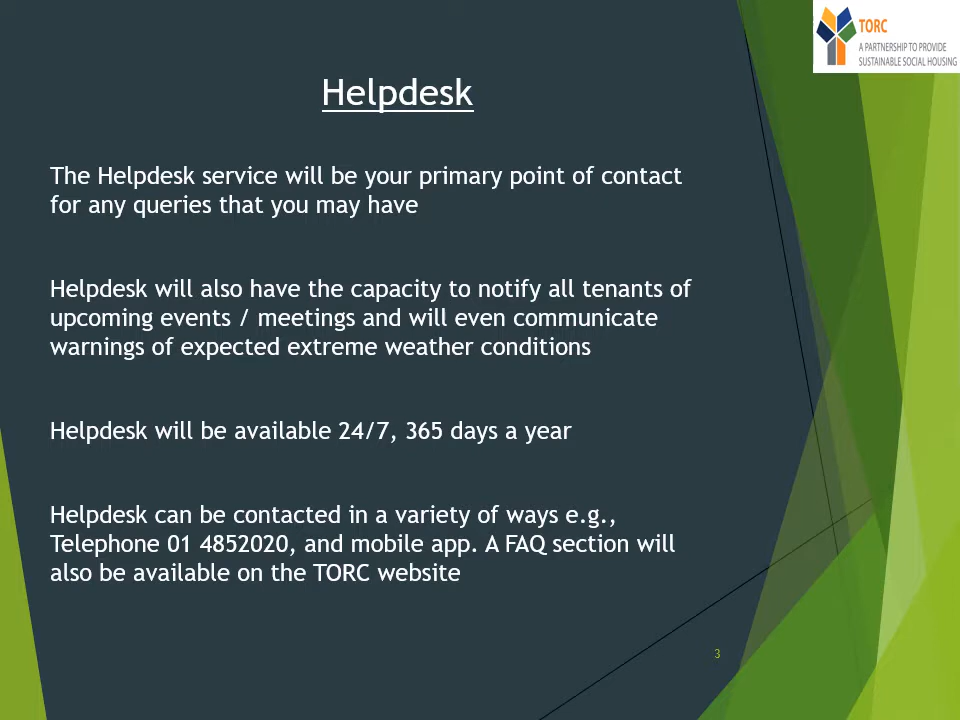 TORC
A PARTNERSHIP TO PROVIDE
SUSTAINABLE SOCIAL HOUSING
Helpdesk
The Helpdesk service will be your primary point of contact
for any queries that you may have
Helpdesk will also have the capacity to notify all tenants of
upcoming events / meetings and will even communicate
warnings of expected extreme weather conditions
Helpdesk will be available 24/7, 365 days a year
Helpdesk can be contacted in a variety of ways e.g.,
Telephone 01 4852020, and mobile app. A FAQ section will
also be available on the TORC website
3